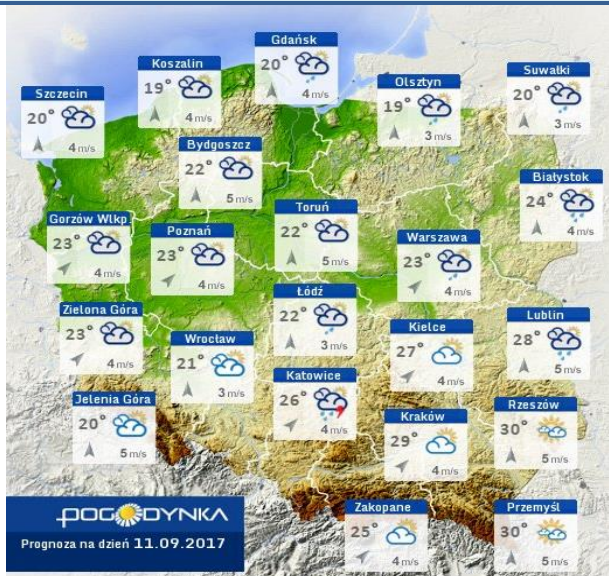 Gdańsk
20°
4 m/s
Koszalin
19°
4 m/s
Suwałki
20°
3 m/s
Olsztyn
19°
3 m/s
Szczecin
20°
4 m/s
Bydgoszcz
22°
5 m/s
Białystok
24°
4 m/s
Toruń
22°
5 m/s
Gorzów Wlkp
23°
4 m/s
Poznań
23°
4 m/s
Warszawa
23°
4 m/s
Łódź
22°
3 m/s
Zielona Góra
23°
4 m/s
Lublin
28°
5 m/s
Kielce
27°
4 m/s
Wrocław
21°
3 m/s
Katowice
26°
4 m/s
Jelenia Góra
20°
5 m/s
Rzeszów
30°
5 m/s
Kraków
29°
4 m/s
Zakopane
25°
4 m/s
Przemyśl
30°
5 m/s
POGODYNKA
Prognoza na dzień 11.09.2017